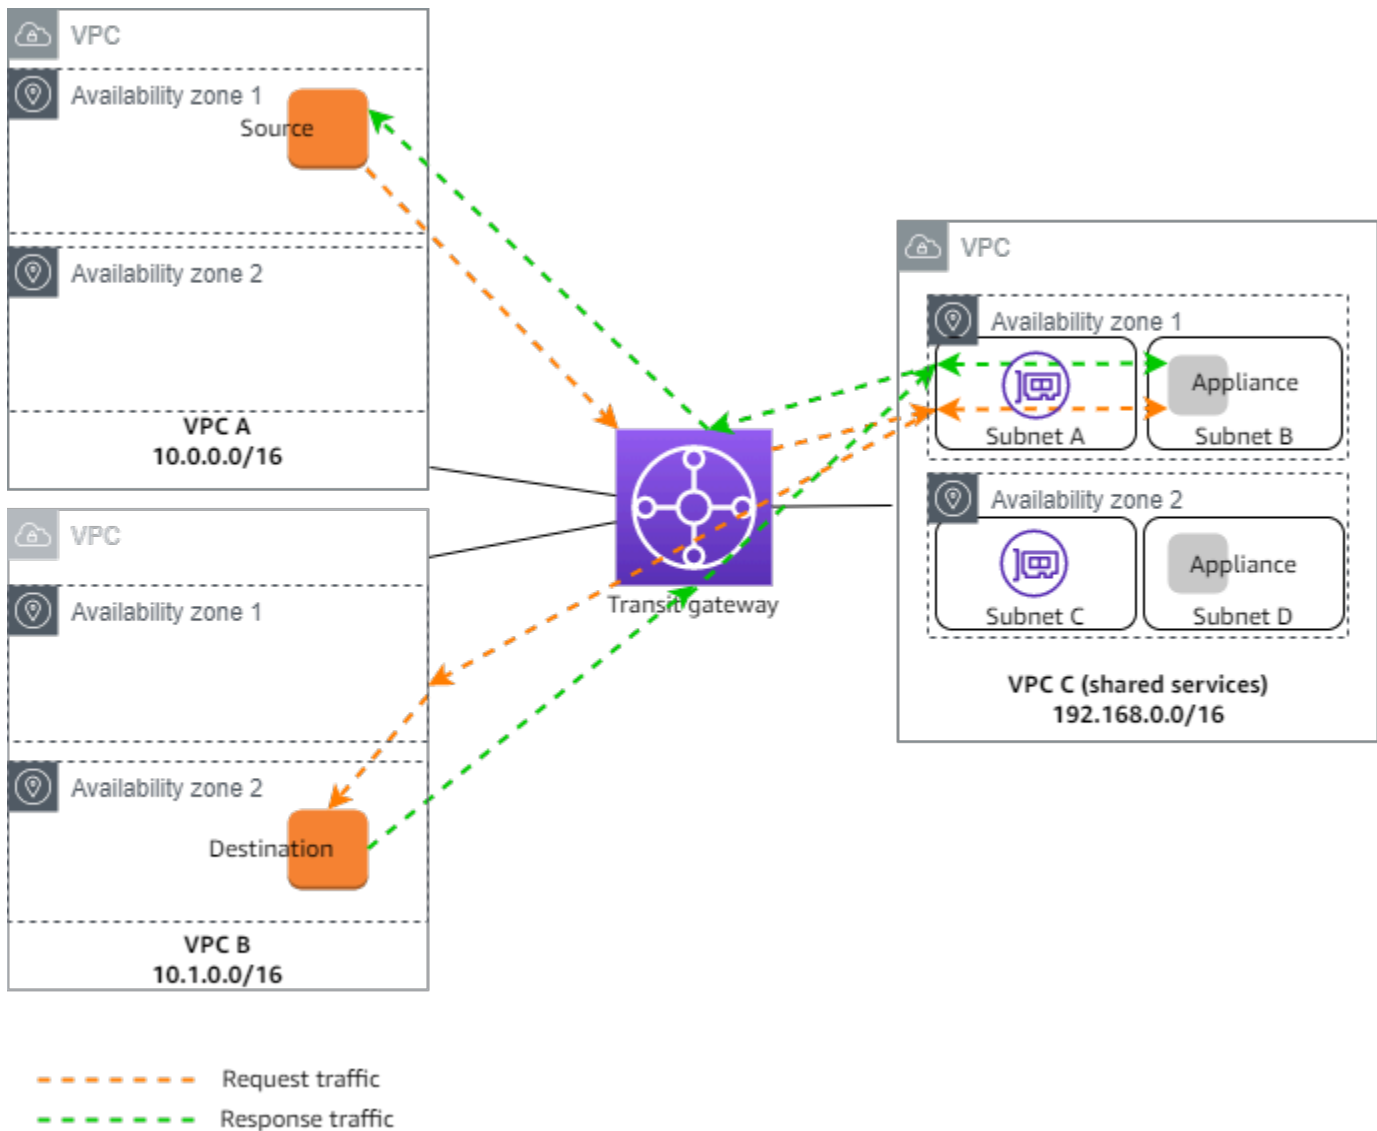 VPC
Availability zone 1
Source
Availability zone 2
VPC A
10.0.0.0/16
VPC
Availability zone 1
Availability zone 2
Destination
VPC B
10.1.0.0/16
Transit gateway
VPC
Availability zone 1
Appliance
Subnet A
Subnet B
Availability zone 2
Appliance
Subnet C
Subnet D
VPC C (shared services)
192.168.0.0/16
Request traffic
Response traffic